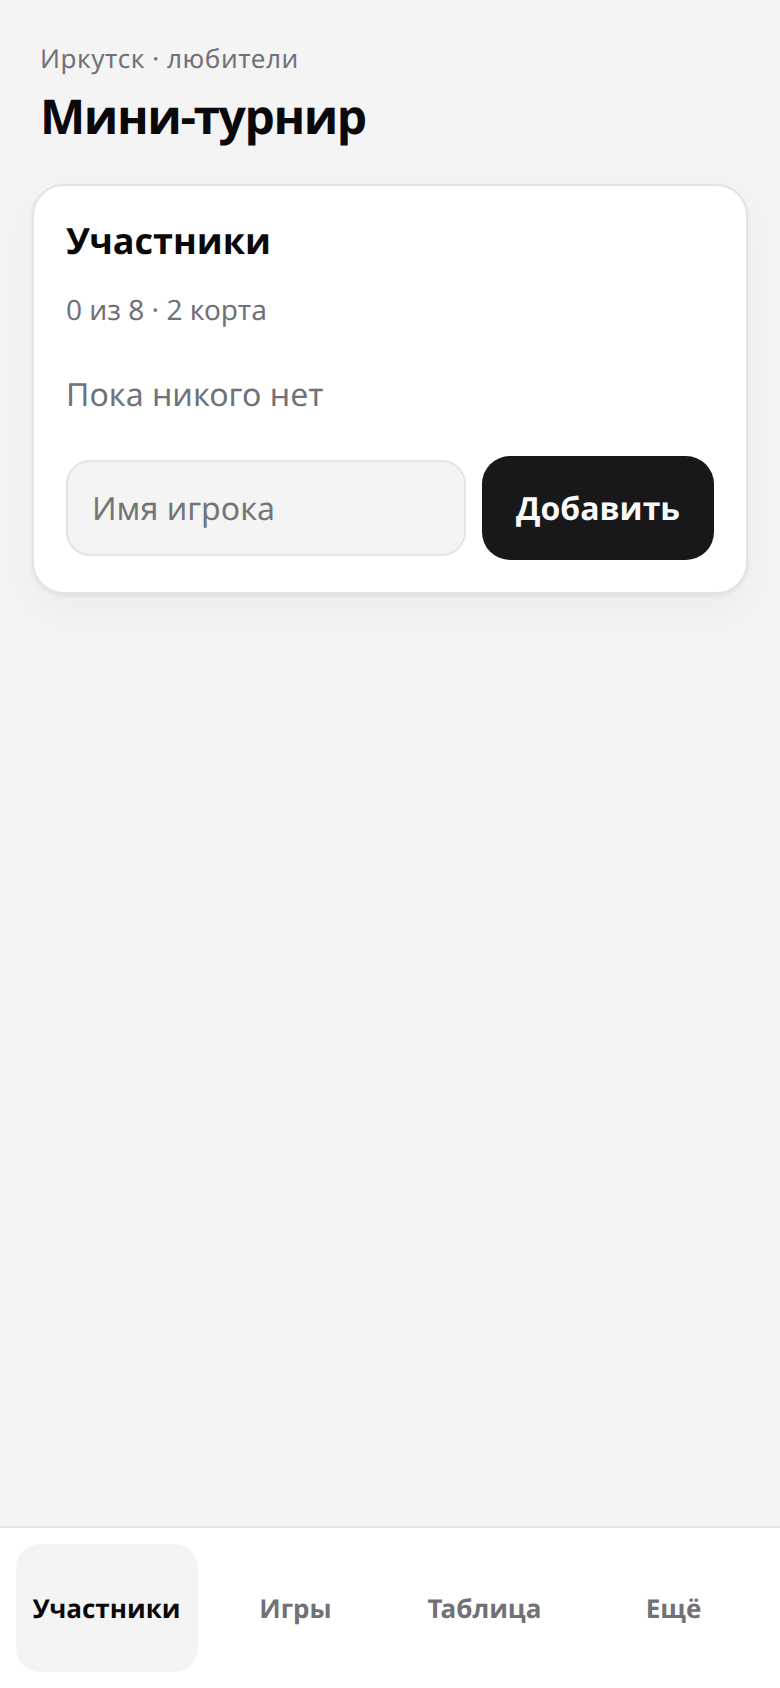 Иркутск · любители
Мини-турнир
Участники
0 из 8 · 2 корта
Пока никого нет
Имя игрока
Добавить
Участники
Игры
Таблица
Ещё